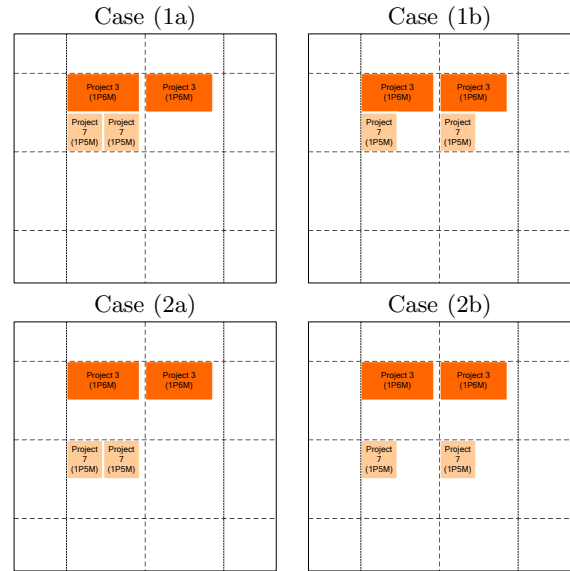 Case (1a)
Case (1b)
Project 3
(1P6M)
Project 3
(1P6M)
Project
7
(1P5M)
Project
7
(1P5M)
Project 3
(1P6M)
Project 3
(1P6M)
Project
7
(1P5M)
Project
7
(1P5M)
Case (2a)
Case (2b)
Project 3
(1P6M)
Project 3
(1P6M)
Project
7
(1P5M)
Project
7
(1P5M)
Project 3
(1P6M)
Project 3
(1P6M)
Project
7
(1P5M)
Project
7
(1P5M)